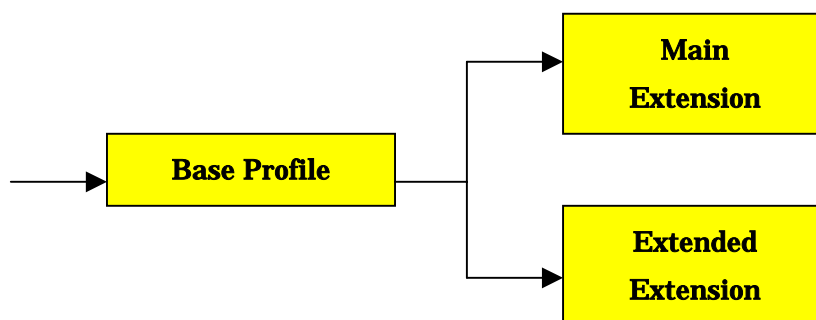 Main
Extension
Base Profile
Extended
Extension